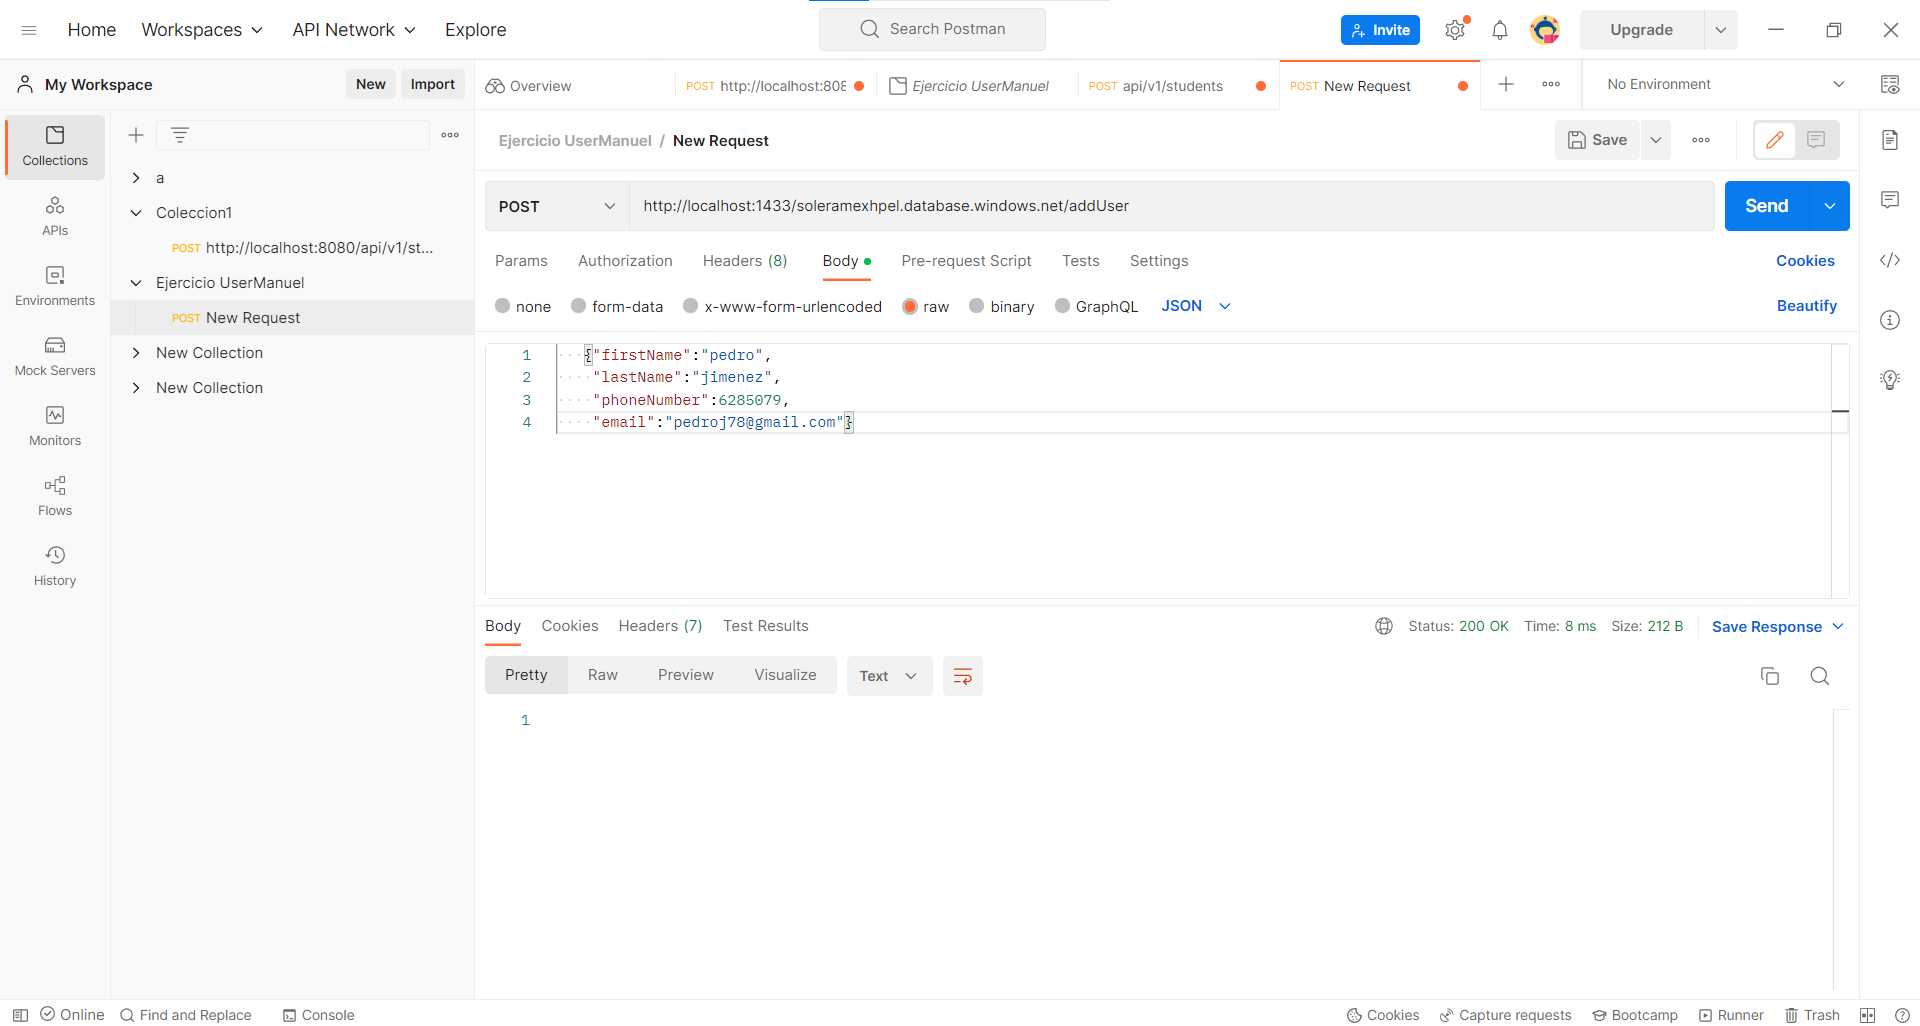 Home Workspaces API Network Explore Search Postman Invite Upgrade
My Workspace New Import
Overview POST http://localhost:808 Ejercicio UserManuel POST api/v1/students POST New Request No Environment
Collections
APIs
Environments
Mock Servers
Monitors
Flows
History
a
Coleccion1
POST http://localhost:8080/api/v1/st...
Ejercicio UserManuel
POST New Request
New Collection
New Collection
Ejercicio UserManuel / New Request Save
POST http://localhost:1433/soleramexhpel.database.windows.net/addUser Send
Params Authorization Headers (8) Body Pre-request Script Tests Settings Cookies
none form-data x-www-form-urlencoded raw binary GraphQL JSON Beautify
1 {"firstName":"pedro",
2 "lastName":"jimenez",
3 "phoneNumber":6285079,
4 "email":"pedroj78@gmail.com"}
Body Cookies Headers (7) Test Results Status: 200 OK Time: 8 ms Size: 212 B Save Response
Pretty Raw Preview Visualize Text
1
Online Find and Replace Console Cookies Capture requests Bootcamp Runner Trash